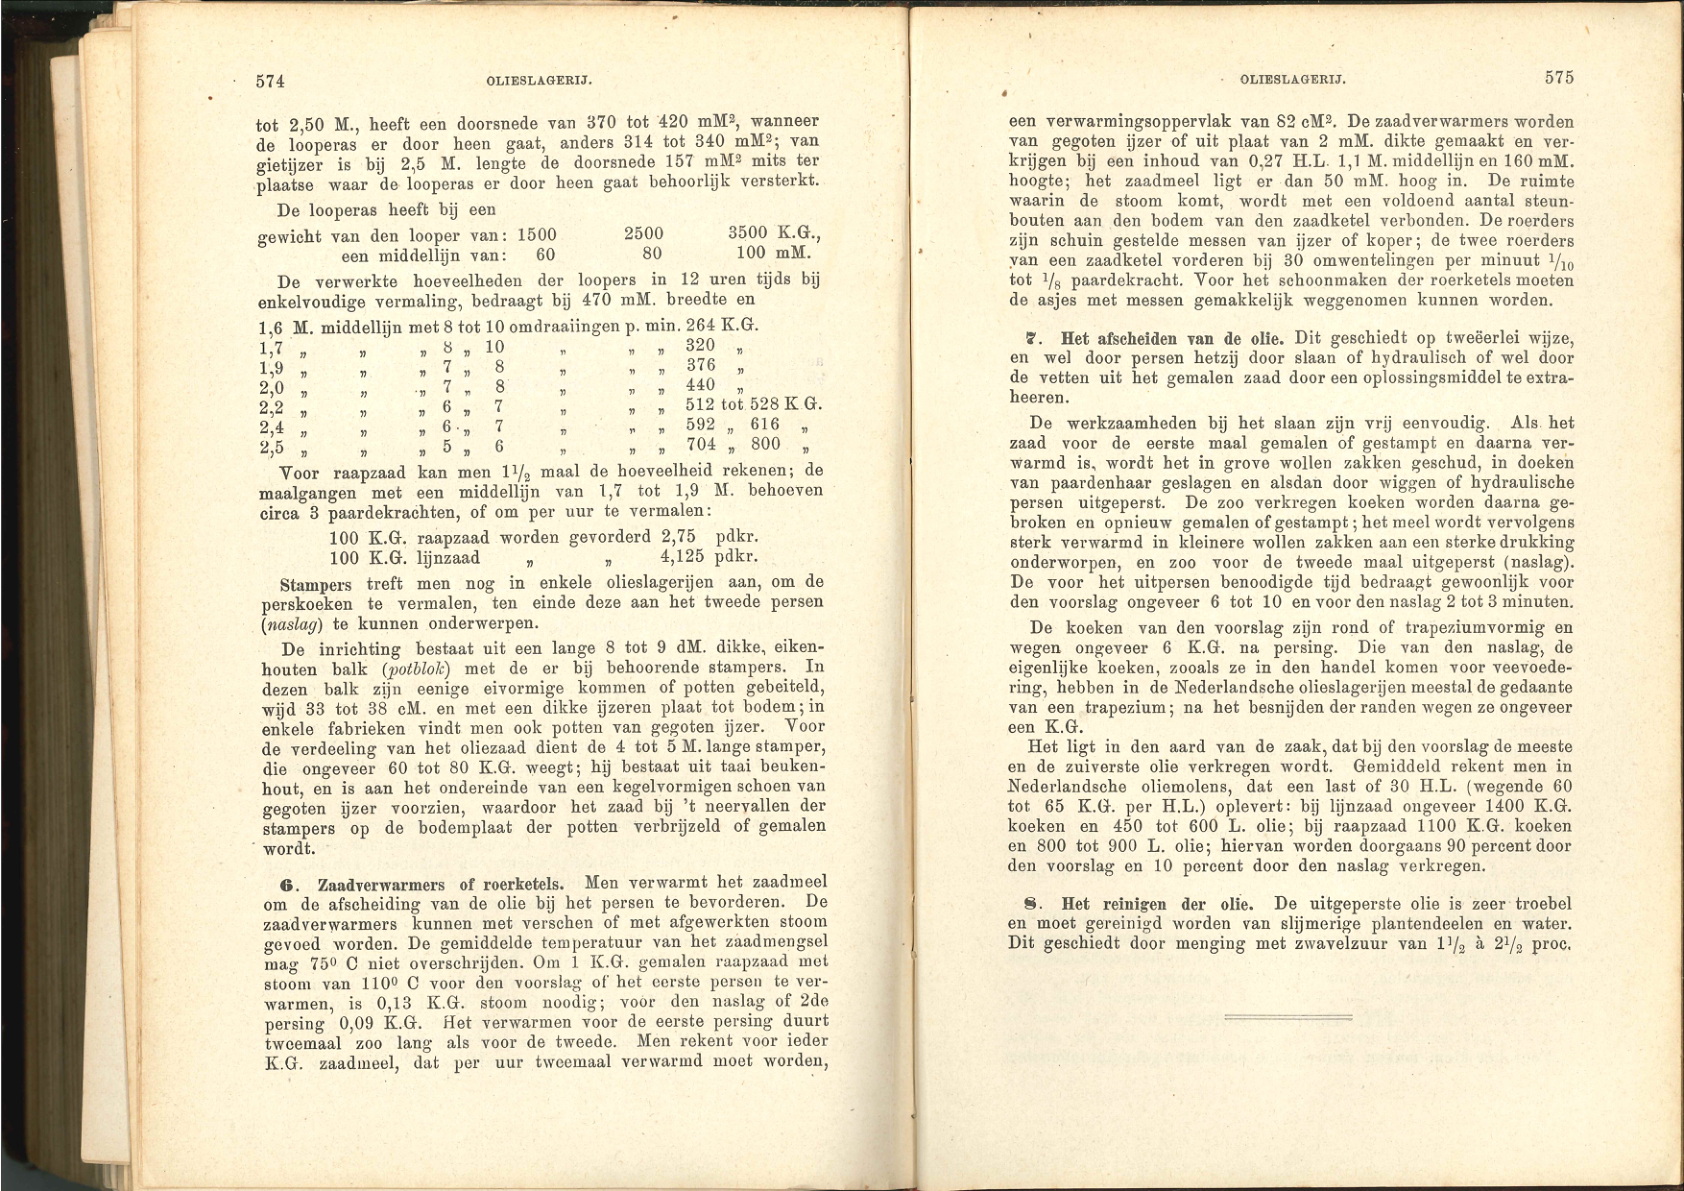 574
OLIESLAGERIJ.
tot 2,50 M., heeft een doorsnede van 370 tot 420 mM², wanneer
de looperas er door heen gaat, anders 314 tot 340 mM²; van
gietijzer is bij 2,5 M. lengte de doorsnede 157 mM² mits ter
plaatse waar de looperas er door heen gaat behoorlijk versterkt.
De looperas heeft bij een
gewicht van den looper van: 1500 2500 3500 K.G.,
een middellijn van: 60 80 100 mM.
De verwerkte hoeveelheden der loopers in 12 uren tijds bij
enkelvoudige vermaling, bedraagt bij 470 mM. breedte en
1,6 M. middellijn met 8 tot 10 omdraaiingen p. min. 264 K.G.
1,7 „ „ „ 8 „ 10 „ „ „ 320 „
1,9 „ „ „ 7 „ 8 „ „ „ 376 „
2,0 „ „ „ 7 „ 8 „ „ „ 440 „
2,2 „ „ „ 6 „ 7 „ „ „ 512 tot 528 K G.
2,4 „ „ „ 6 „ 7 „ „ „ 592 „ 616 „
2,5 „ „ „ 5 „ 6 „ „ „ 704 „ 800 „
Voor raapzaad kan men 1½ maal de hoeveelheid rekenen; de
maalgangen met een middellijn van 1,7 tot 1,9 M. behoeven
circa 3 paardekrachten, of om per uur te vermalen:
100 K.G. raapzaad worden gevorderd 2,75 pdkr.
100 K.G. lijnzaad „ „ 4,125 pdkr.
Stampers treft men nog in enkele olieslagerijen aan, om de
perskoeken te vermalen, ten einde deze aan het tweede persen
(naslag) te kunnen onderwerpen.
De inrichting bestaat uit een lange 8 tot 9 dM. dikke, eiken-
houten balk (potblok) met de er bij behoorende stampers. In
dezen balk zijn eenige eivormige kommen of potten gebeiteld,
wijd 33 tot 38 cM. en met een dikke ijzeren plaat tot bodem; in
enkele fabrieken vindt men ook potten van gegoten ijzer. Voor
de verdeeling van het oliezaad dient de 4 tot 5 M. lange stamper,
die ongeveer 60 tot 80 K.G. weegt; hij bestaat uit taai beuken-
hout, en is aan het ondereinde van een kegelvormigen schoen van
gegoten ijzer voorzien, waardoor het zaad bij 't neervallen der
stampers op de bodemplaat der potten verbrijzeld of gemalen
wordt.
6. Zaadverwarmers of roerketels. Men verwarmt het zaadmeel
om de afscheiding van de olie bij het persen te bevorderen. De
zaadverwarmers kunnen met verschen of met afgewerkten stoom
gevoed worden. De gemiddelde temperatuur van het zaadmengsel
mag 75⁰ C niet overschrijden. Om 1 K.G. gemalen raapzaad met
stoom van 110⁰ C voor den voorslag of het eerste persen te ver-
warmen, is 0,13 K.G. stoom noodig; voor den naslag of 2de
persing 0,09 K.G. Het verwarmen voor de eerste persing duurt
tweemaal zoo lang als voor de tweede. Men rekent voor ieder
K.G. zaadmeel, dat per uur tweemaal verwarmd moet worden,
OLIESLAGERIJ.
575
een verwarmingsoppervlak van 82 cM². De zaadverwarmers worden
van gegoten ijzer of uit plaat van 2 mM. dikte gemaakt en ver-
krijgen bij een inhoud van 0,27 H.L. 1,1 M. middellijn en 160 mM.
hoogte; het zaadmeel ligt er dan 50 mM. hoog in. De ruimte
waarin de stoom komt, wordt met een voldoend aantal steun-
bouten aan den bodem van den zaadketel verbonden. De roerders
zijn schuin gestelde messen van ijzer of koper; de twee roerders
van een zaadketel vorderen bij 30 omwentelingen per minuut 1/10
tot 1/8 paardekracht. Voor het schoonmaken der roerketels moeten
de asjes met messen gemakkelijk weggenomen kunnen worden.
7. Het afscheiden van de olie. Dit geschiedt op tweëerlei wijze,
en wel door persen hetzij door slaan of hydraulisch of wel door
de vetten uit het gemalen zaad door een oplossingsmiddel te extra-
heeren.
De werkzaamheden bij het slaan zijn vrij eenvoudig. Als het
zaad voor de eerste maal gemalen of gestampt en daarna ver-
warmd is, wordt het in grove wollen zakken geschud, in doeken
van paardenhaar geslagen en alsdan door wiggen of hydraulische
persen uitgeperst. De zoo verkregen koeken worden daarna ge-
broken en opnieuw gemalen of gestampt; het meel wordt vervolgens
sterk verwarmd in kleinere wollen zakken aan een sterke drukking
onderworpen, en zoo voor de tweede maal uitgeperst (naslag).
De voor het uitpersen benoodigde tijd bedraagt gewoonlijk voor
den voorslag ongeveer 6 tot 10 en voor den naslag 2 tot 3 minuten.
De koeken van den voorslag zijn rond of trapeziumvormig en
wegen ongeveer 6 K.G. na persing. Die van den naslag, de
eigenlijke koeken, zooals ze in den handel komen voor veevoede-
ring, hebben in de Nederlandsche olieslagerijen meestal de gedaante
van een trapezium; na het besnijden der randen wegen ze ongeveer
een K.G.
Het ligt in den aard van de zaak, dat bij den voorslag de meeste
en de zuiverste olie verkregen wordt. Gemiddeld rekent men in
Nederlandsche oliemolens, dat een last of 30 H.L. (wegende 60
tot 65 K.G. per H.L.) oplevert: bij lijnzaad ongeveer 1400 K.G.
koeken en 450 tot 600 L. olie; bij raapzaad 1100 K.G. koeken
en 800 tot 900 L. olie; hiervan worden doorgaans 90 percent door
den voorslag en 10 percent door den naslag verkregen.
8. Het reinigen der olie. De uitgeperste olie is zeer troebel
en moet gereinigd worden van slijmerige plantendeelen en water.
Dit geschiedt door menging met zwavelzuur van 1½ à 2½ proc.